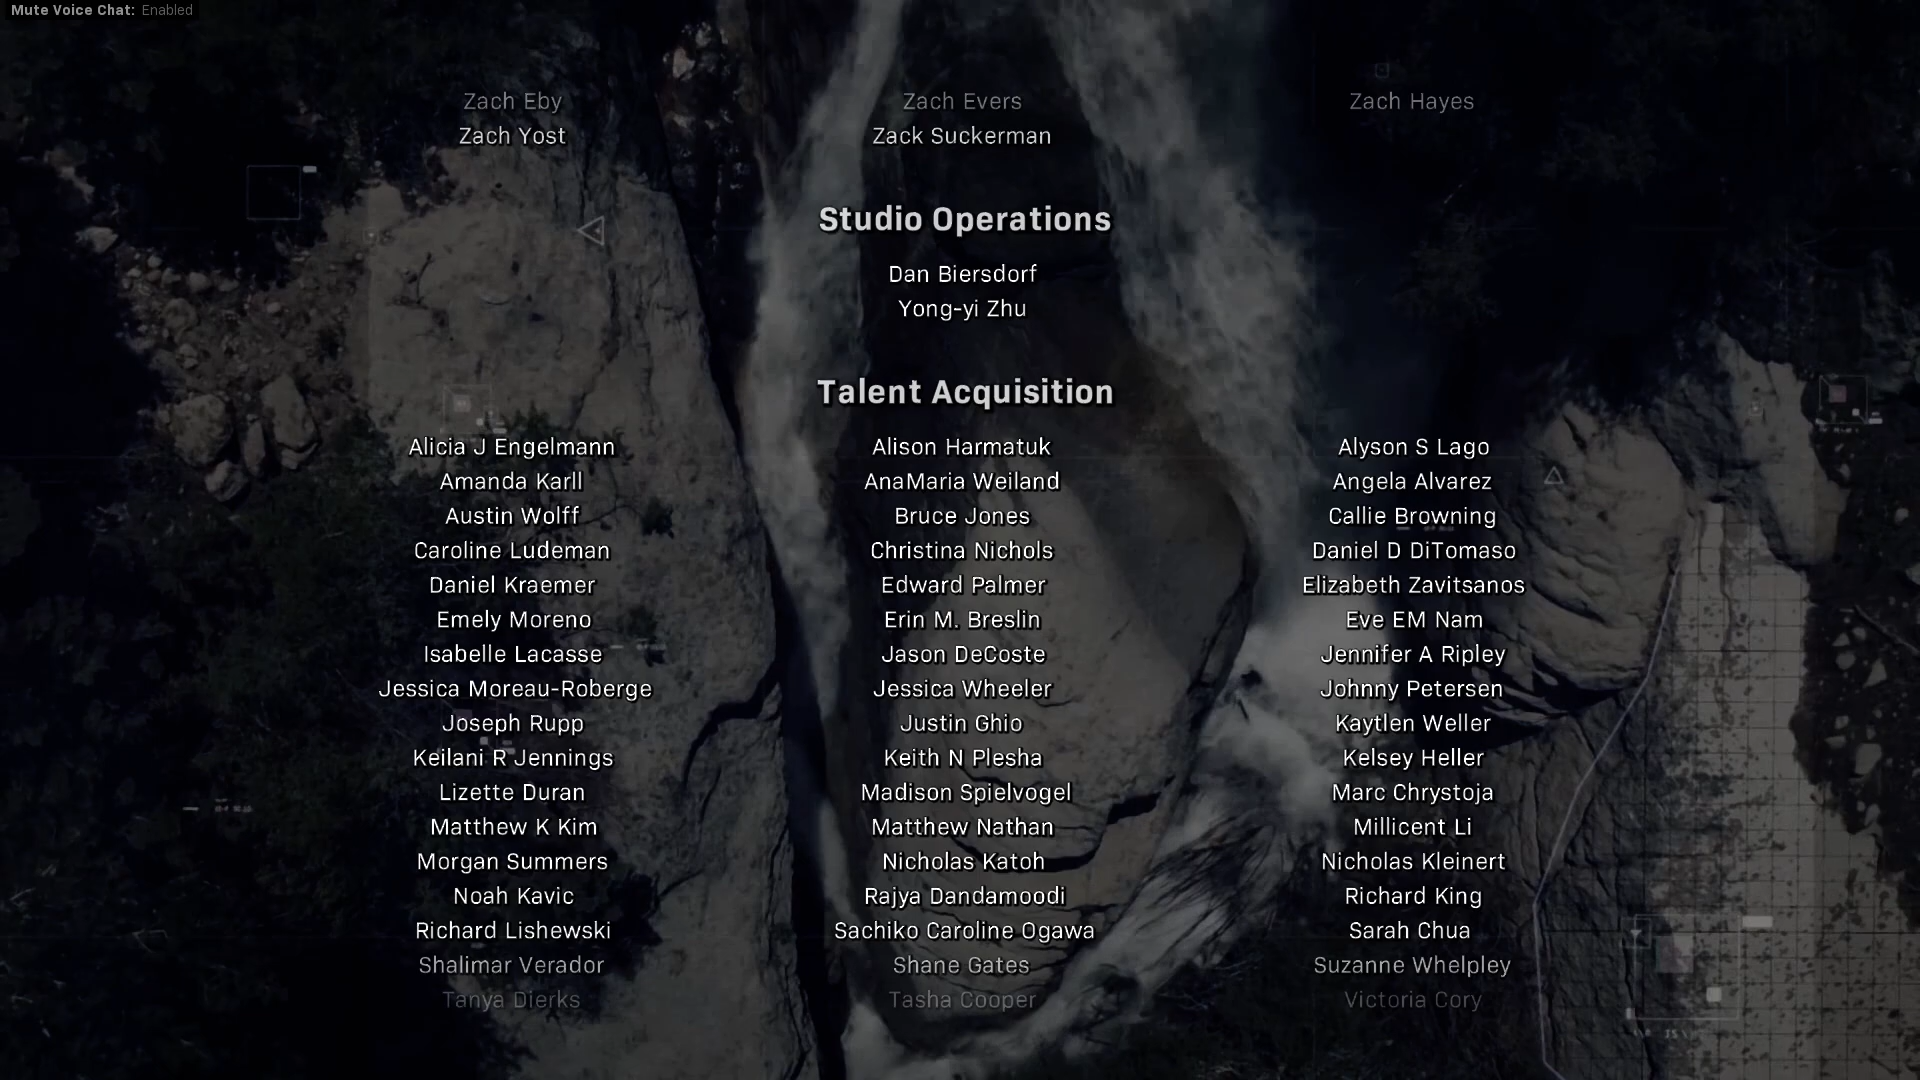 Mute Voice Chat: Enabled
Zach Eby Zach Evers Zach Hayes
Zach Yost Zack Suckerman
Studio Operations
Dan Biersdorf
Yong-yi Zhu
Talent Acquisition
Alicia J Engelmann Alison Harmatuk Alyson S Lago
Amanda Karll AnaMaria Weiland Angela Alvarez
Austin Wolff Bruce Jones Callie Browning
Caroline Ludeman Christina Nichols Daniel D DiTomaso
Daniel Kraemer Edward Palmer Elizabeth Zavitsanos
Emely Moreno Erin M. Breslin Eve EM Nam
Isabelle Lacasse Jason DeCoste Jennifer A Ripley
Jessica Moreau-Roberge Jessica Wheeler Johnny Petersen
Joseph Rupp Justin Ghio Kaytlen Weller
Keilani R Jennings Keith N Plesha Kelsey Heller
Lizette Duran Madison Spielvogel Marc Chrystoja
Matthew K Kim Matthew Nathan Millicent Li
Morgan Summers Nicholas Katoh Nicholas Kleinert
Noah Kavic Rajya Dandamoodi Richard King
Richard Lishewski Sachiko Caroline Ogawa Sarah Chua
Shalimar Verador Shane Gates Suzanne Whelpley
Tanya Dierks Tasha Cooper Victoria Cory